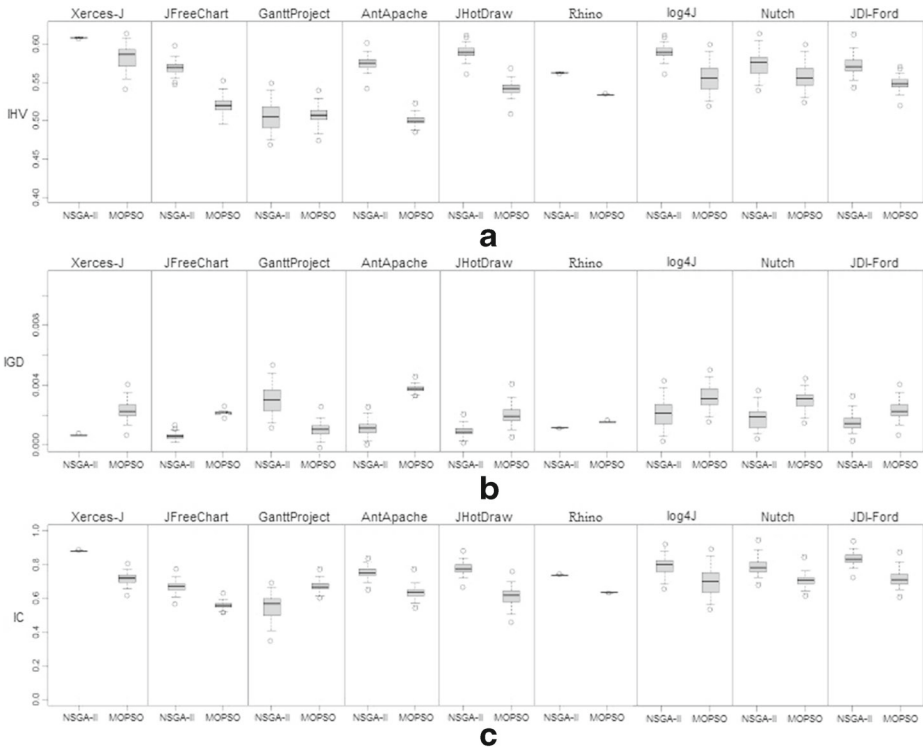 Xerces-J JFreeChart GanttProject AntApache JHotDraw Rhino log4J Nutch JDI-Ford
IHV
0.60
0.55
0.50
0.45
0.40
NSGA-II MOPSO NSGA-II MOPSO NSGA-II MOPSO NSGA-II MOPSO NSGA-II MOPSO NSGA-II MOPSO NSGA-II MOPSO NSGA-II MOPSO NSGA-II MOPSO
a
Xerces-J JFreeChart GanttProject AntApache JHotDraw Rhino log4J Nutch JDI-Ford
IGD
0.008
0.004
0.000
NSGA-II MOPSO NSGA-II MOPSO NSGA-II MOPSO NSGA-II MOPSO NSGA-II MOPSO NSGA-II MOPSO NSGA-II MOPSO NSGA-II MOPSO NSGA-II MOPSO
b
Xerces-J JFreeChart GanttProject AntApache JHotDraw Rhino log4J Nutch JDI-Ford
IC
1.0
0.8
0.6
0.4
0.2
0.0
NSGA-II MOPSO NSGA-II MOPSO NSGA-II MOPSO NSGA-II MOPSO NSGA-II MOPSO NSGA-II MOPSO NSGA-II MOPSO NSGA-II MOPSO NSGA-II MOPSO
c